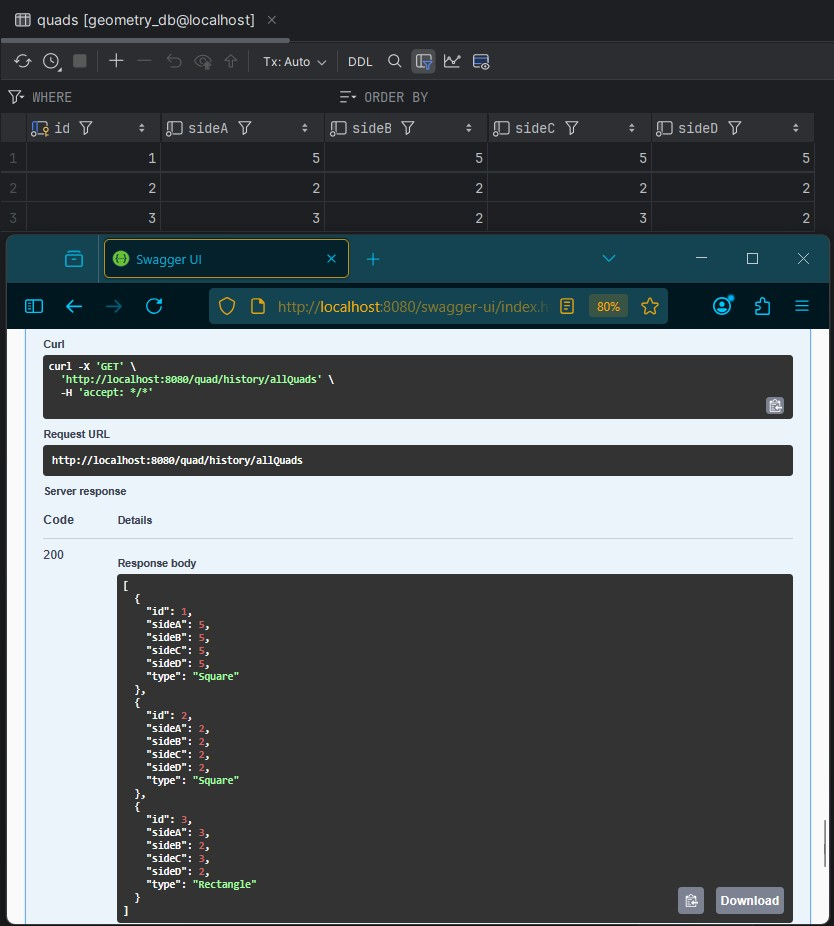 quads [geometry_db@localhost]
Tx: Auto DDL
WHERE ORDER BY
id sideA sideB sideC sideD
1 1 5 5 5 5
2 2 2 2 2 2
3 3 3 2 3 2
Swagger UI
http://localhost:8080/swagger-ui/index.h 80%
Curl
curl -X 'GET' \
'http://localhost:8080/quad/history/allQuads' \
-H 'accept: */*'
Request URL
http://localhost:8080/quad/history/allQuads
Server response
Code Details
200
Response body
[
{
"id": 1,
"sideA": 5,
"sideB": 5,
"sideC": 5,
"sideD": 5,
"type": "Square"
},
{
"id": 2,
"sideA": 2,
"sideB": 2,
"sideC": 2,
"sideD": 2,
"type": "Square"
},
{
"id": 3,
"sideA": 3,
"sideB": 2,
"sideC": 3,
"sideD": 2,
"type": "Rectangle"
}
]
Download